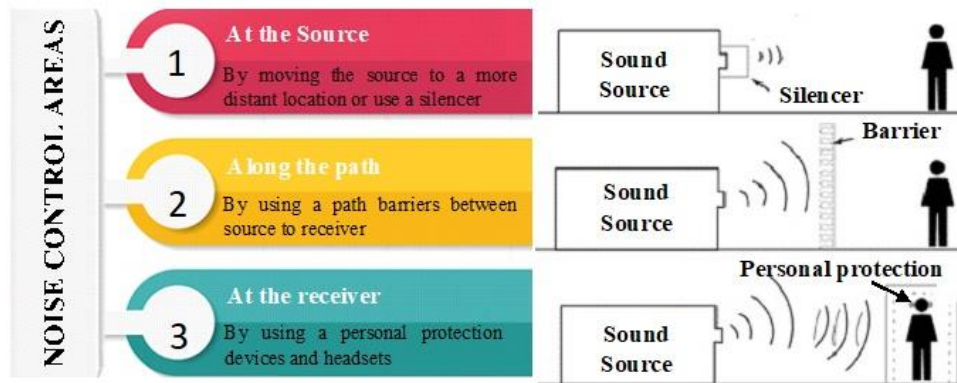 NOISE CONTROL AREAS
1
At the Source
By moving the source to a more
distant location or use a silencer
Sound
Source
Silencer
2
Along the path
By using a path barriers between
source to receiver
Sound
Source
Barrier
3
At the receiver
By using a personal protection
devices and headsets
Sound
Source
Personal protection